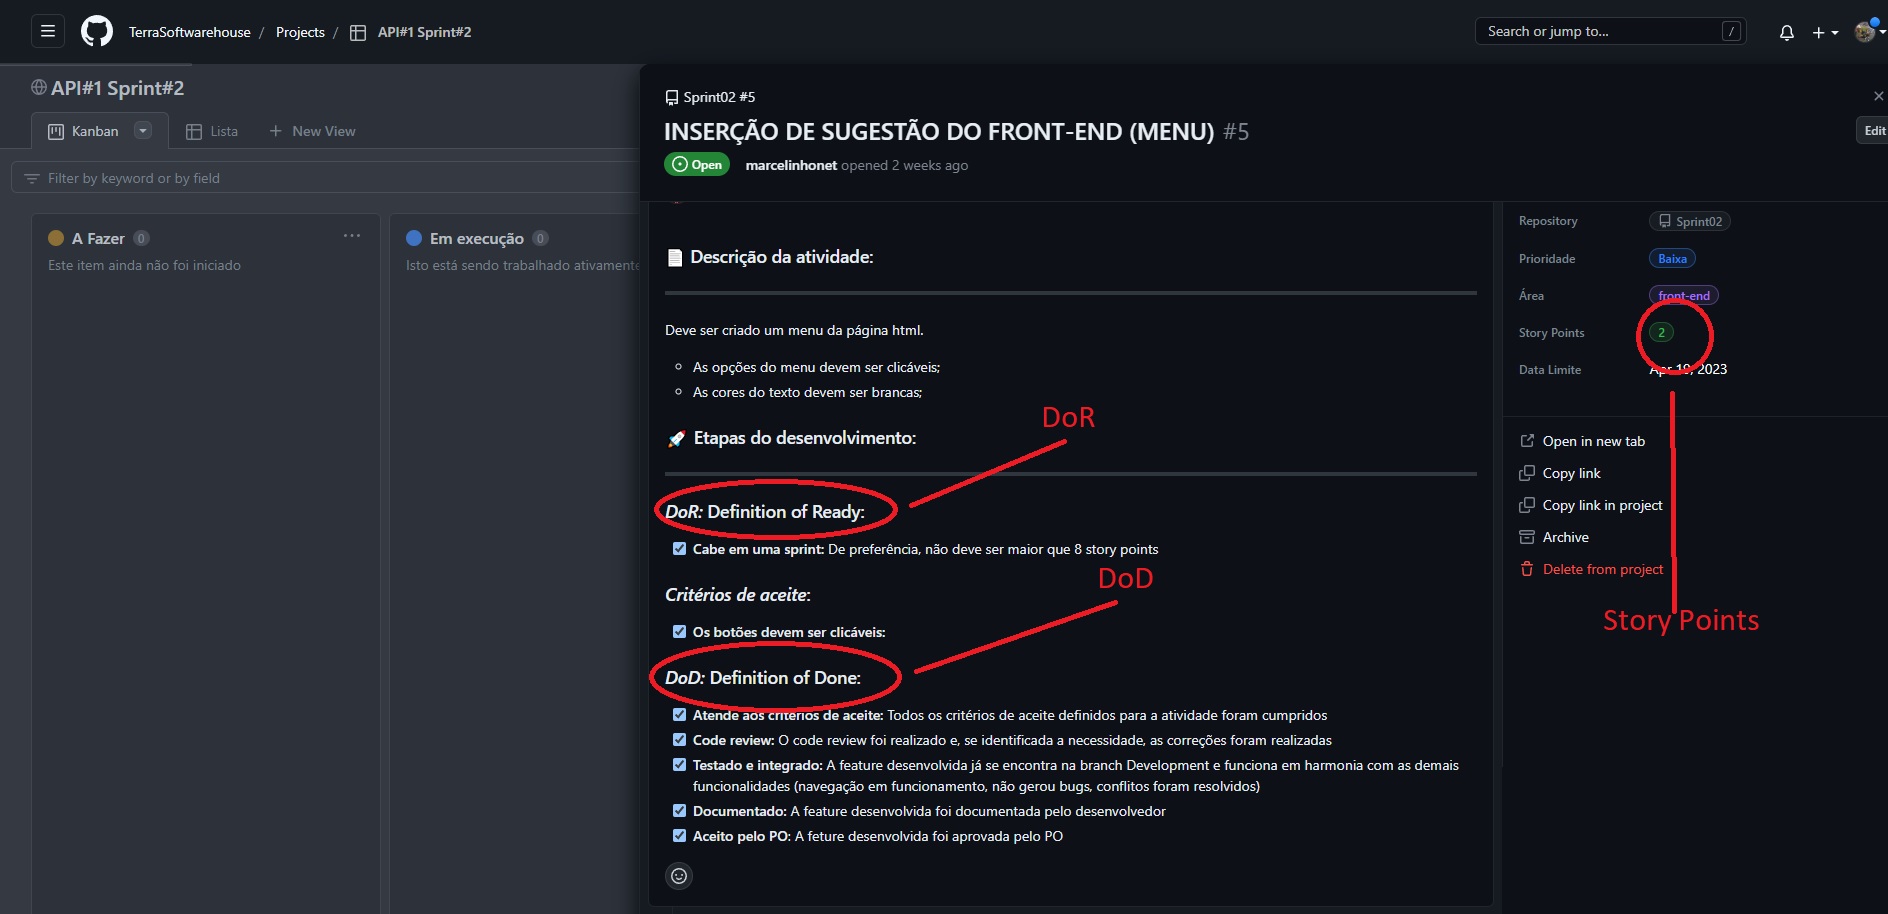 TerraSoftwarehouse / Projects / API#1 Sprint#2
Search or jump to... /
API#1 Sprint#2
Kanban Lista + New View
Filter by keyword or by field
A Fazer 0 ...
Este item ainda não foi iniciado
Em execução 0
Isto está sendo trabalhado ativamente
Sprint02 #5
INSERÇÃO DE SUGESTÃO DO FRONT-END (MENU) #5
Edit
Open marcelinhonet opened 2 weeks ago
Descrição da atividade:
Deve ser criado um menu da página html.
As opções do menu devem ser clicáveis;
As cores do texto devem ser brancas;
Etapas do desenvolvimento:
DoR
DoR: Definition of Ready:
Cabe em uma sprint: De preferência, não deve ser maior que 8 story points
DoD
Critérios de aceite:
Os botões devem ser clicáveis:
DoD: Definition of Done:
Atende aos critérios de aceite: Todos os critérios de aceite definidos para a atividade foram cumpridos
Code review: O code review foi realizado e, se identificada a necessidade, as correções foram realizadas
Testado e integrado: A feature desenvolvida já se encontra na branch Development e funciona em harmonia com as demais
funcionalidades (navegação em funcionamento, não gerou bugs, conflitos foram resolvidos)
Documentado: A feature desenvolvida foi documentada pelo desenvolvedor
Aceito pelo PO: A feture desenvolvida foi aprovada pelo PO
Repository Sprint02
Prioridade Baixa
Área front-end
Story Points 2
Data Limite Apr 19, 2023
Open in new tab
Copy link
Copy link in project
Archive
Delete from project
Story Points